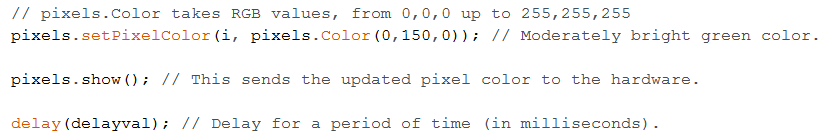 // pixels.Color takes RGB values, from 0,0,0 up to 255,255,255
pixels.setPixelColor(i, pixels.Color(0,150,0)); // Moderately bright green color.
pixels.show(); // This sends the updated pixel color to the hardware.
delay(delayval); // Delay for a period of time (in milliseconds).